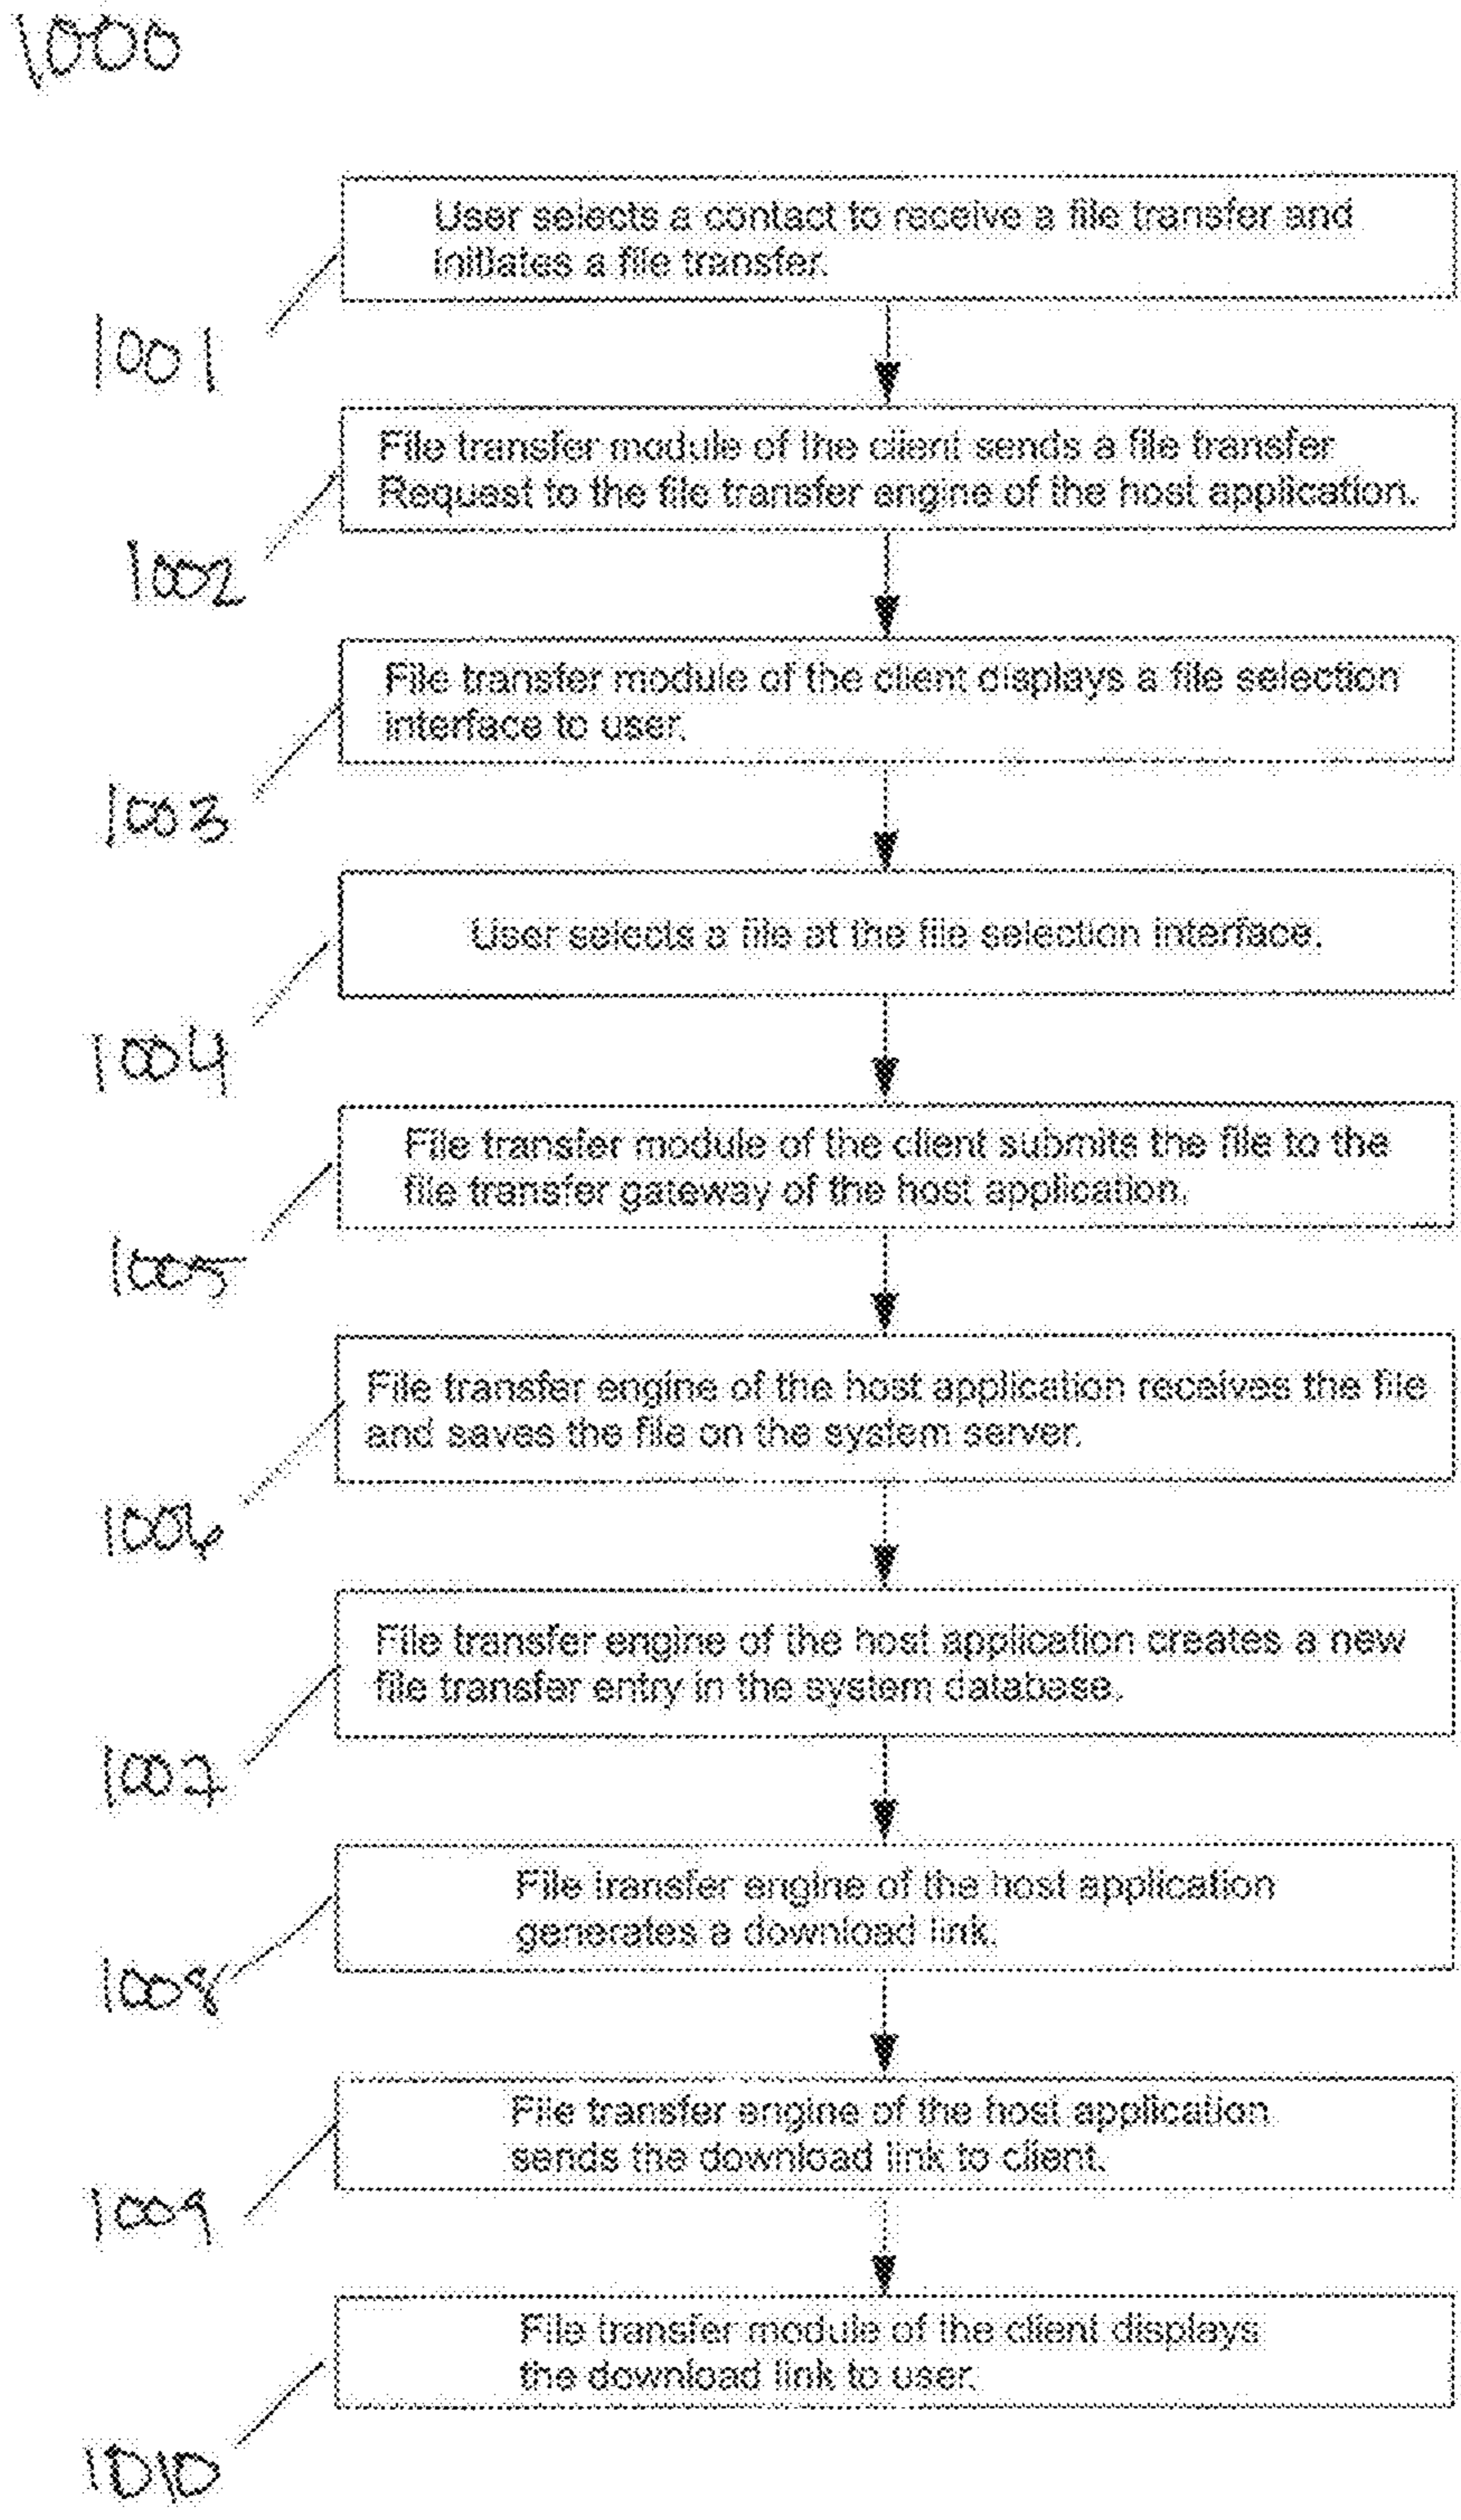 1000
User selects a contact to receive a file transfer and
initiates a file transfer.
1001
File transfer module of the client sends a file transfer
Request to the file transfer engine of the host application.
1002
File transfer module of the client displays a file selection
interface to user.
1003
User selects a file at the file selection interface.
1004
File transfer module of the client submits the file to the
file transfer gateway of the host application.
1005
File transfer engine of the host application receives the file
and saves the file on the system server.
1006
File transfer engine of the host application creates a new
file transfer entry in the system database.
1007
File transfer engine of the host application
generates a download link.
1008
File transfer engine of the host application
sends the download link to client.
1009
File transfer module of the client displays
the download link to user.
1010